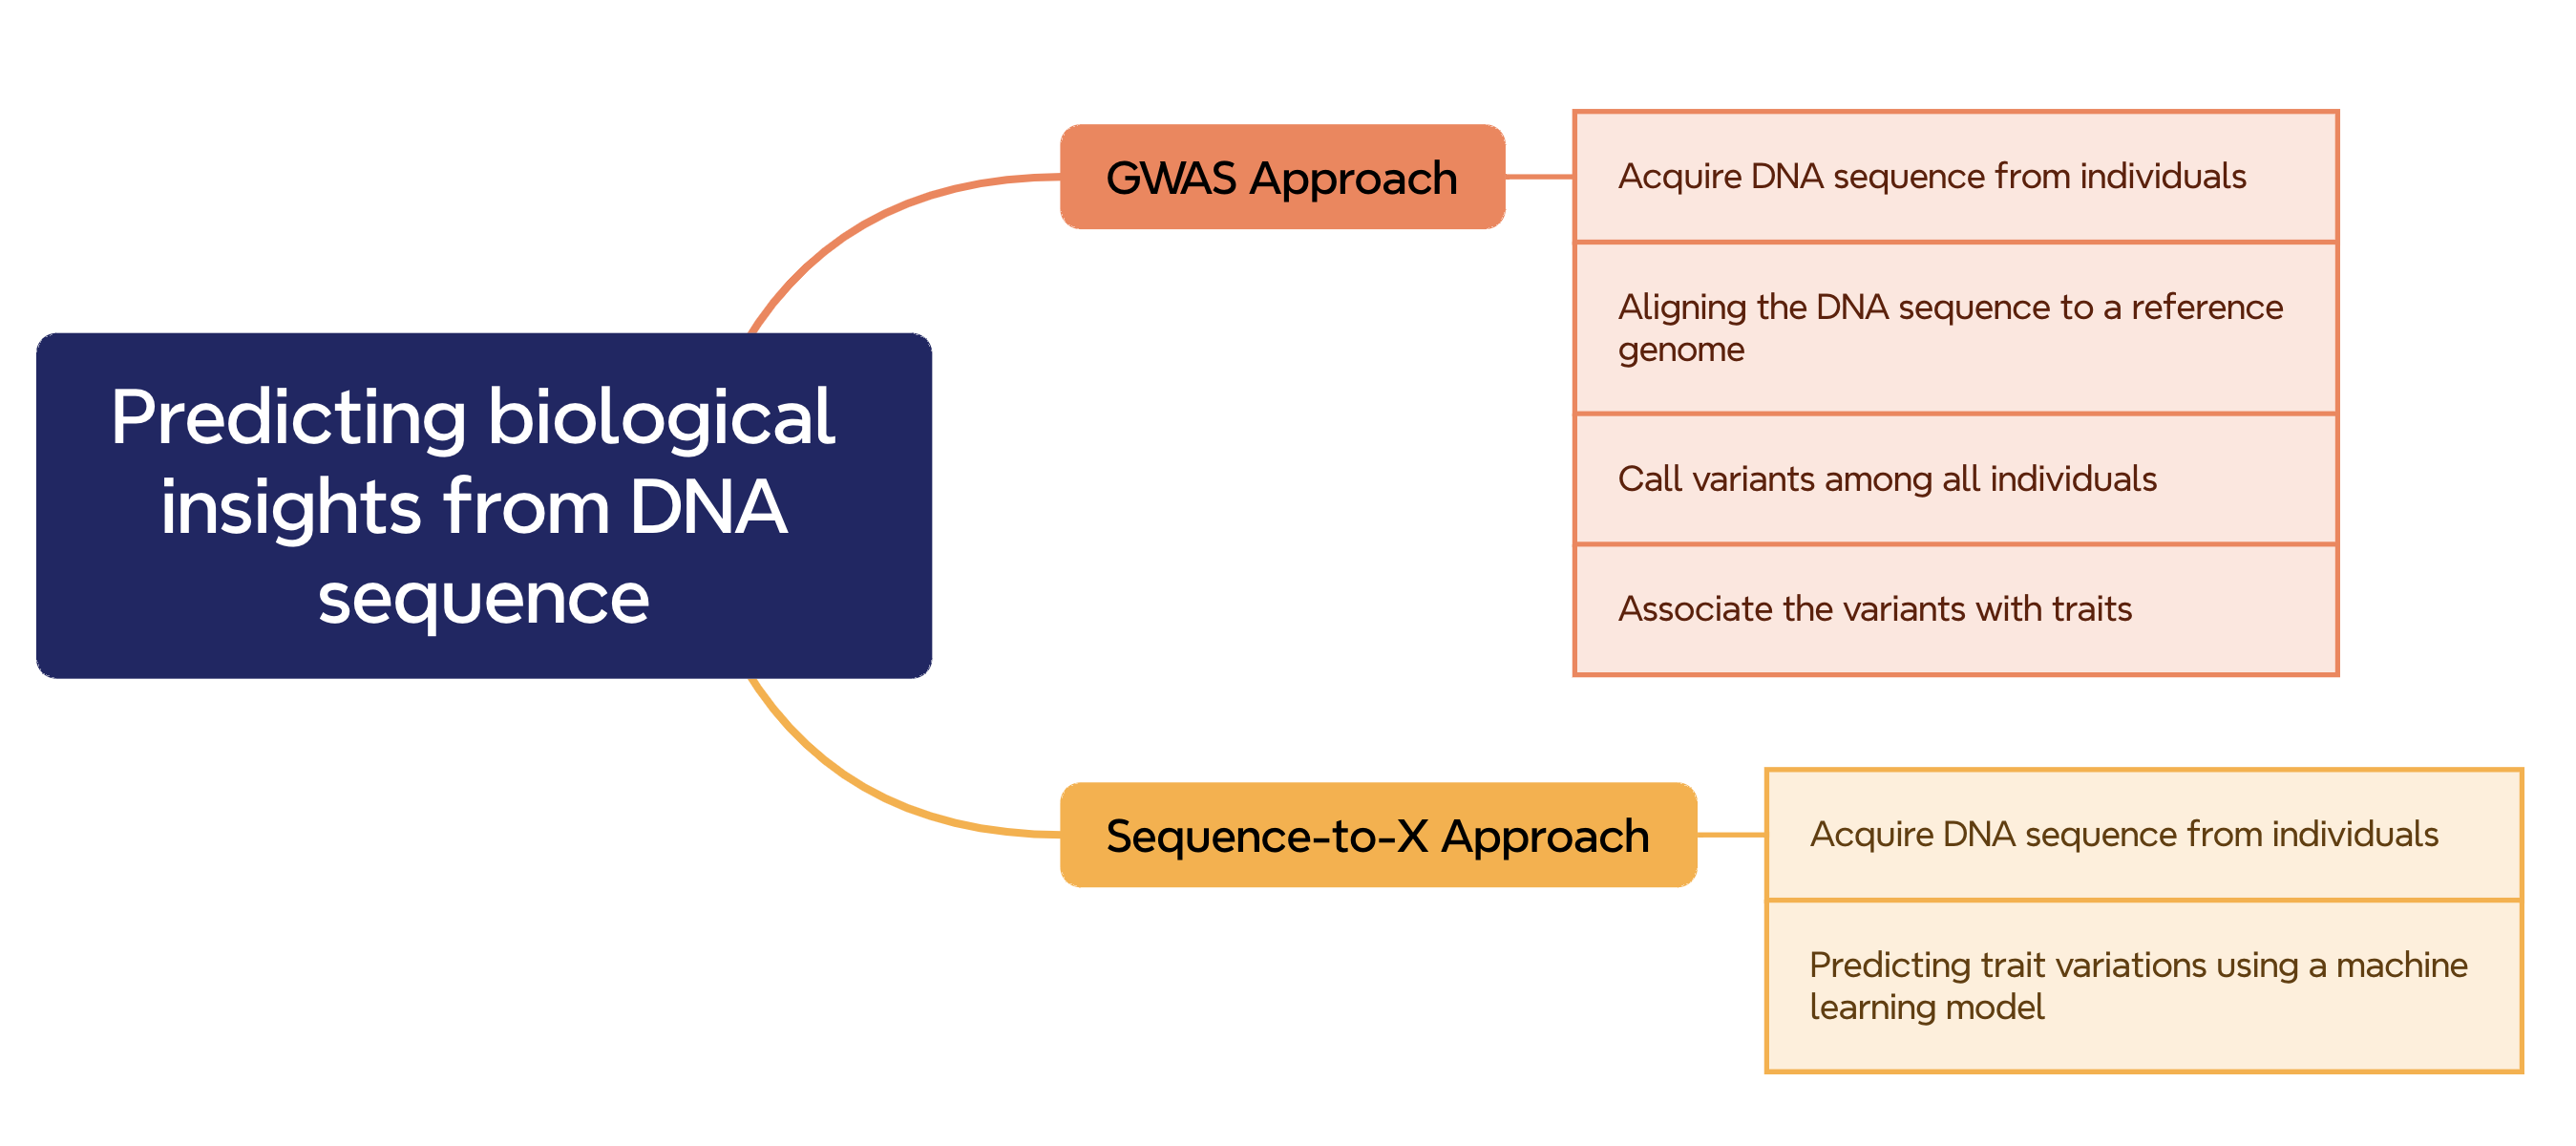 Predicting biological
insights from DNA
sequence
GWAS Approach
Acquire DNA sequence from individuals
Aligning the DNA sequence to a reference
genome
Call variants among all individuals
Associate the variants with traits
Sequence-to-X Approach
Acquire DNA sequence from individuals
Predicting trait variations using a machine
learning model